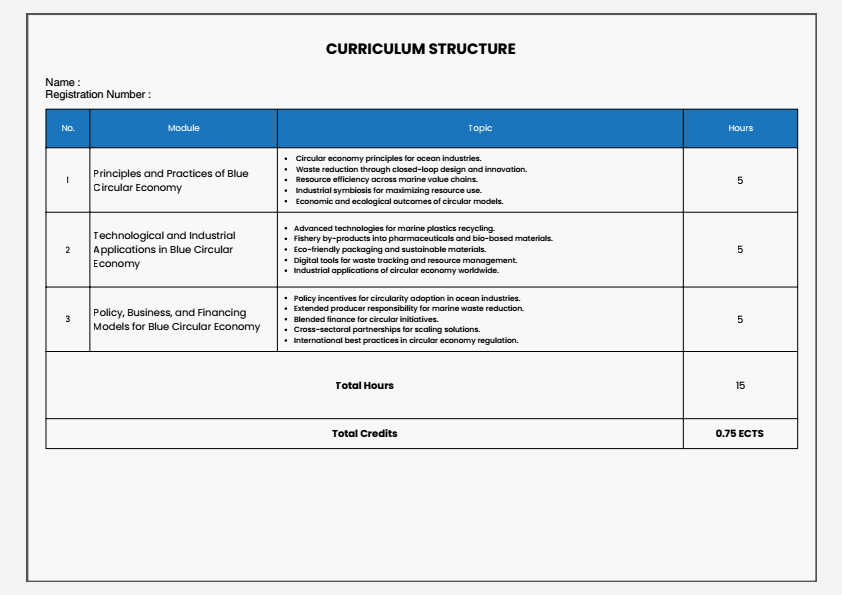 CURRICULUM STRUCTURE
Name :
Registration Number :
No. Module Topic Hours
1 Principles and Practices of Blue
Circular Economy
• Circular economy principles for ocean industries.
• Waste reduction through closed-loop design and innovation.
• Resource efficiency across marine value chains.
• Industrial symbiosis for maximizing resource use.
• Economic and ecological outcomes of circular models.
5
2 Technological and Industrial
Applications in Blue Circular
Economy
• Advanced technologies for marine plastics recycling.
• Fishery by-products into pharmaceuticals and bio-based materials.
• Eco-friendly packaging and sustainable materials.
• Digital tools for waste tracking and resource management.
• Industrial applications of circular economy worldwide.
5
3 Policy, Business, and Financing
Models for Blue Circular Economy
• Policy incentives for circularity adoption in ocean industries.
• Extended producer responsibility for marine waste reduction.
• Blended finance for circular initiatives.
• Cross-sectoral partnerships for scaling solutions.
• International best practices in circular economy regulation.
5
Total Hours 15
Total Credits 0.75 ECTS